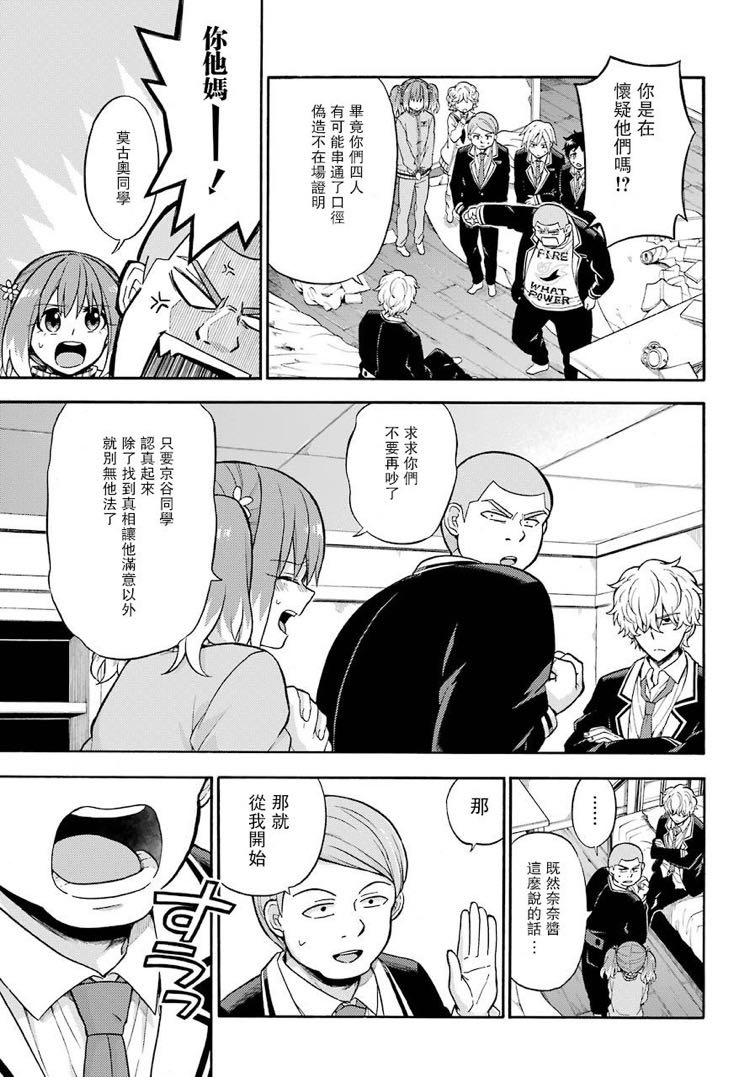 你是在
懷疑他們嗎!?
畢竟你們四人
有可能串通了口徑
偽造不在場證明
FIRE
WHAT
POWER
你他媽—!
莫古奧同學
求求你們
不要再吵了
只要京谷同學
認真起來
除了找到真相讓他滿意以外
就別無他法了
……
既然奈奈醬
這麼說的話…
那
那就
從我開始
すうっ